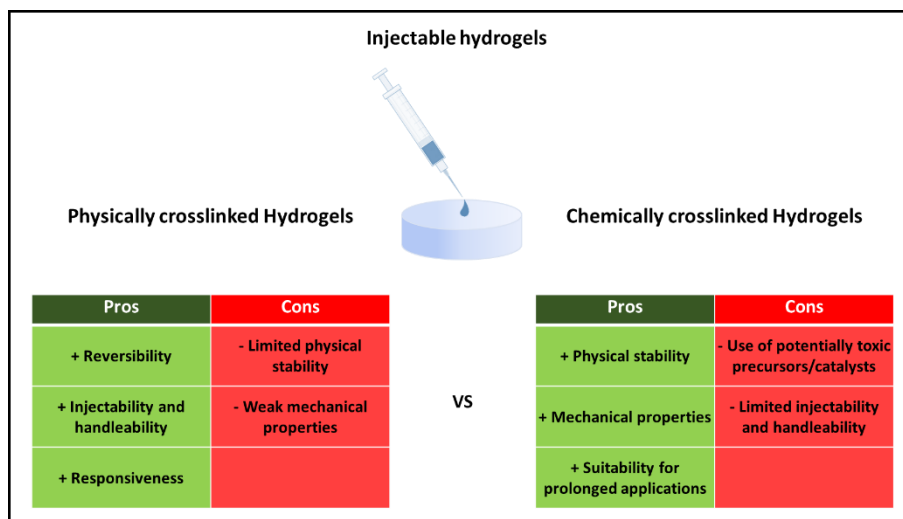 Injectable hydrogels
Physically crosslinked Hydrogels
Chemically crosslinked Hydrogels
Pros
Cons
+ Reversibility
- Limited physical
stability
+ Injectability and
handleability
- Weak mechanical
properties
+ Responsiveness
VS
Pros
Cons
+ Physical stability
- Use of potentially toxic
precursors/catalysts
+ Mechanical properties
- Limited injectability
and handleability
+ Suitability for
prolonged applications